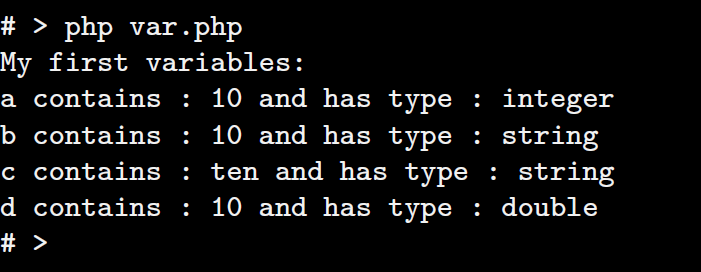 # > php var.php
My first variables:
a contains : 10 and has type : integer
b contains : 10 and has type : string
c contains : ten and has type : string
d contains : 10 and has type : double
# >